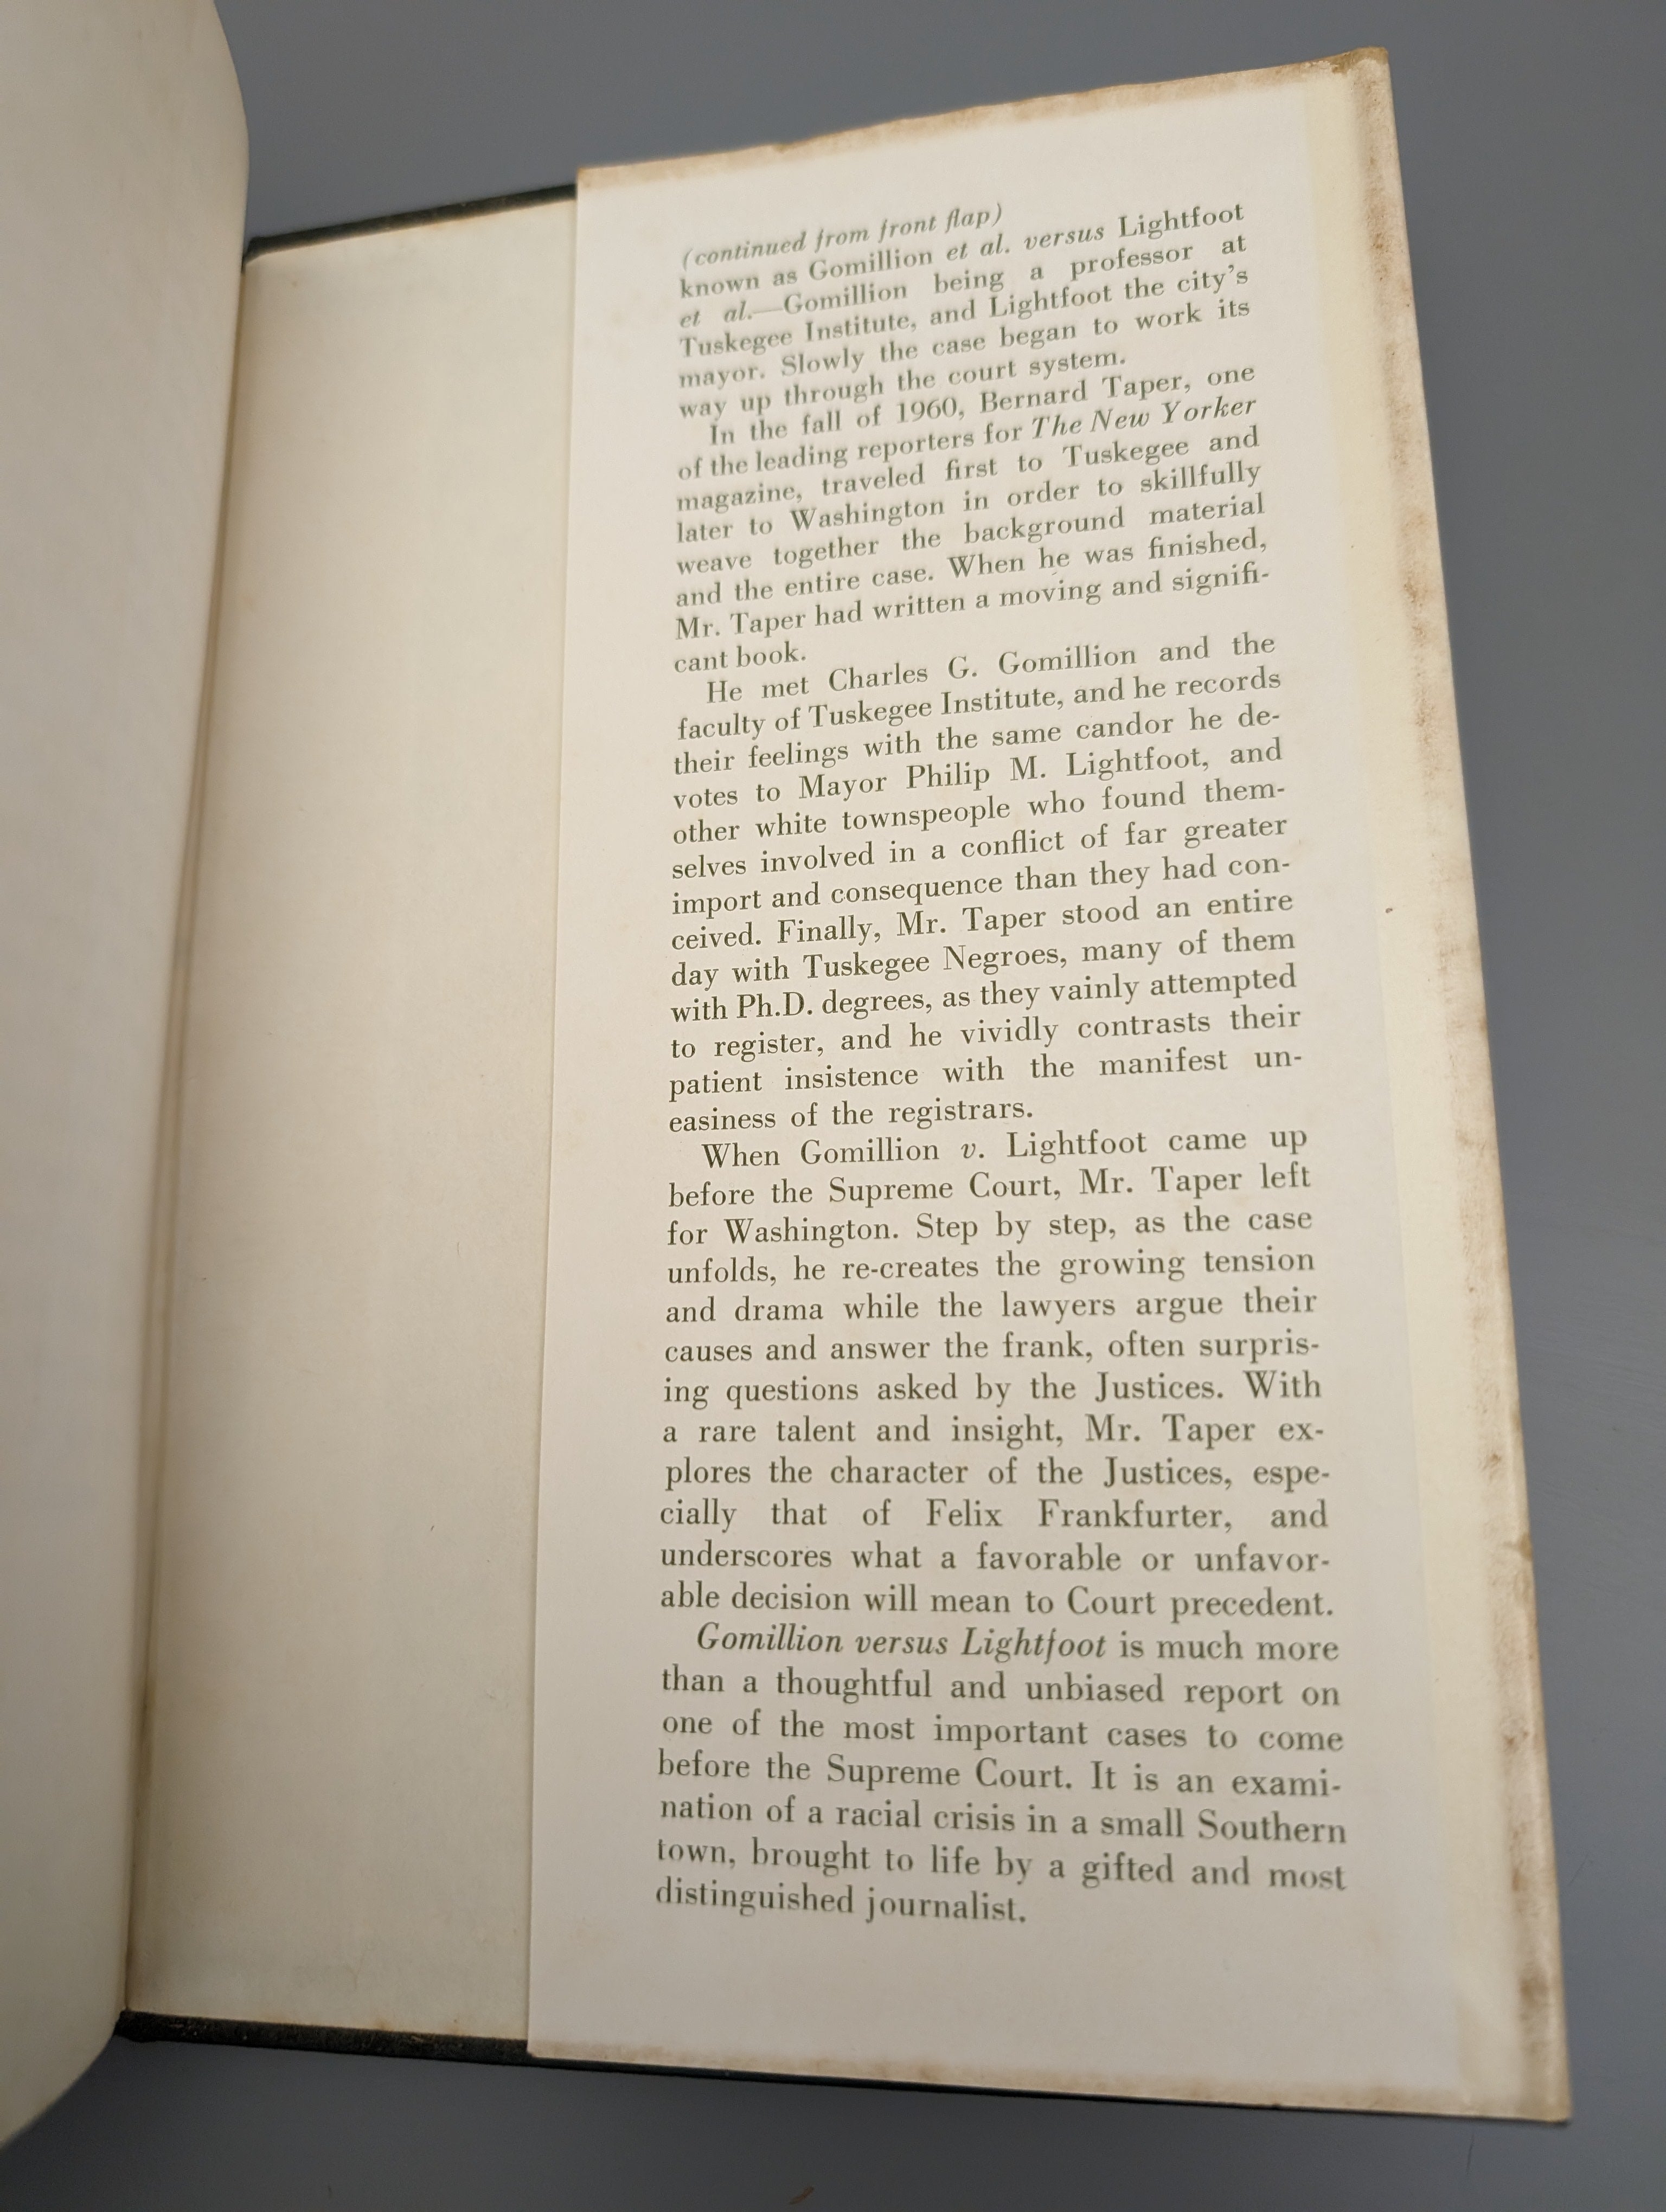 (continued from front flap)
known as Gomillion et al. versus Lightfoot
et al.—Gomillion being a professor at
Tuskegee Institute, and Lightfoot the city's
mayor. Slowly the case began to work its
way up through the court system.
In the fall of 1960, Bernard Taper, one
of the leading reporters for The New Yorker
magazine, traveled first to Tuskegee and
later to Washington in order to skillfully
weave together the background material
and the entire case. When he was finished,
Mr. Taper had written a moving and signifi-
cant book.
He met Charles G. Gomillion and the
faculty of Tuskegee Institute, and he records
their feelings with the same candor he de-
votes to Mayor Philip M. Lightfoot, and
other white townspeople who found them-
selves involved in a conflict of far greater
import and consequence than they had con-
ceived. Finally, Mr. Taper stood an entire
day with Tuskegee Negroes, many of them
with Ph.D. degrees, as they vainly attempted
to register, and he vividly contrasts their
patient insistence with the manifest un-
easiness of the registrars.
When Gomillion v. Lightfoot came up
before the Supreme Court, Mr. Taper left
for Washington. Step by step, as the case
unfolds, he re-creates the growing tension
and drama while the lawyers argue their
causes and answer the frank, often surpris-
ing questions asked by the Justices. With
a rare talent and insight, Mr. Taper ex-
plores the character of the Justices, espe-
cially that of Felix Frankfurter, and
underscores what a favorable or unfavor-
able decision will mean to Court precedent.
Gomillion versus Lightfoot is much more
than a thoughtful and unbiased report on
one of the most important cases to come
before the Supreme Court. It is an exami-
nation of a racial crisis in a small Southern
town, brought to life by a gifted and most
distinguished journalist.